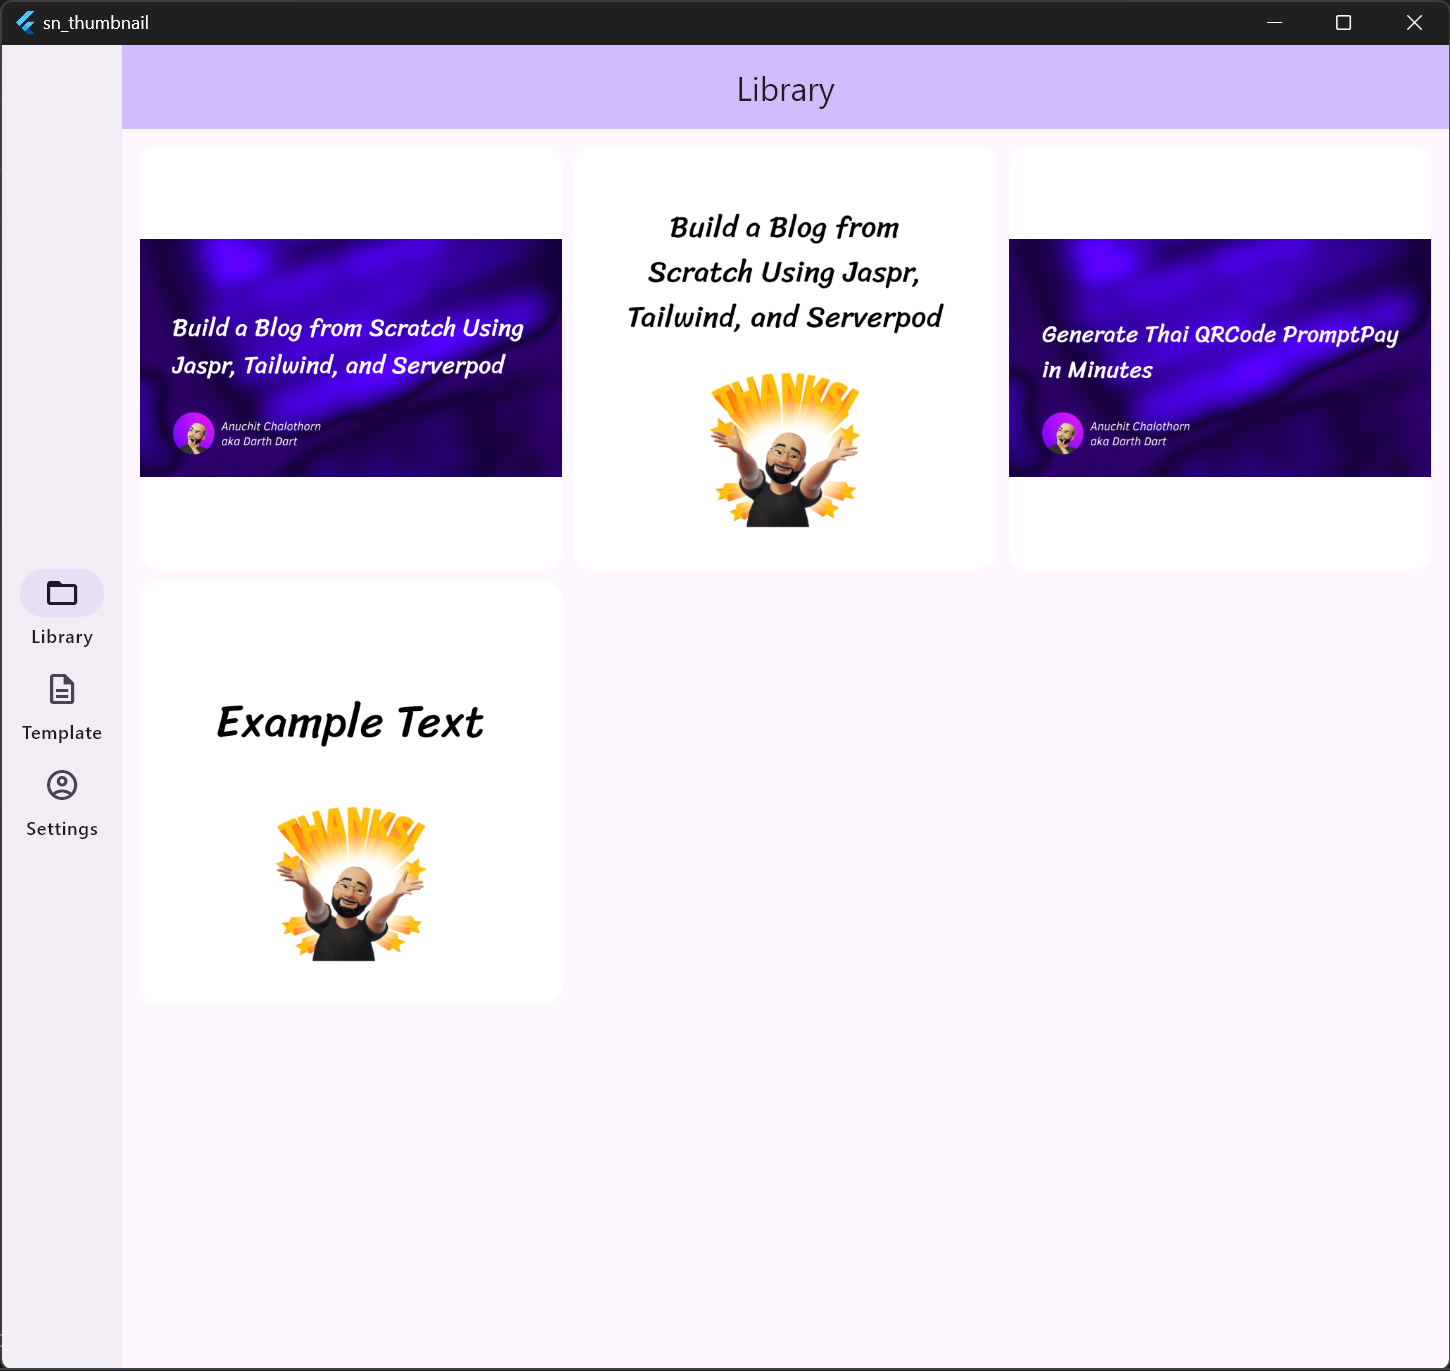 sn_thumbnail
Library
Build a Blog from Scratch Using
Jaspr, Tailwind, and Serverpod
Anuchit Chalothorn
aka Darth Dart
Build a Blog from
Scratch Using Jaspr,
Tailwind, and Serverpod
THANKS!
Generate Thai QRCode PromptPay
in Minutes
Anuchit Chalothorn
aka Darth Dart
Example Text
THANKS!
Library
Template
Settings